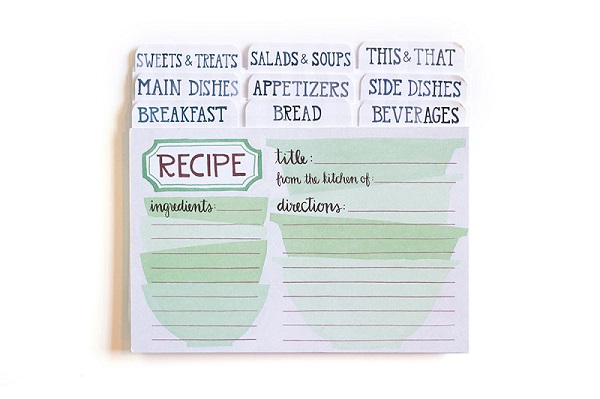 SWEETS & TREATS SALADS & SOUPS THIS & THAT
MAIN DISHES APPETIZERS SIDE DISHES
BREAKFAST BREAD BEVERAGES
RECIPE
title:
from the kitchen of:
ingredients:
directions: